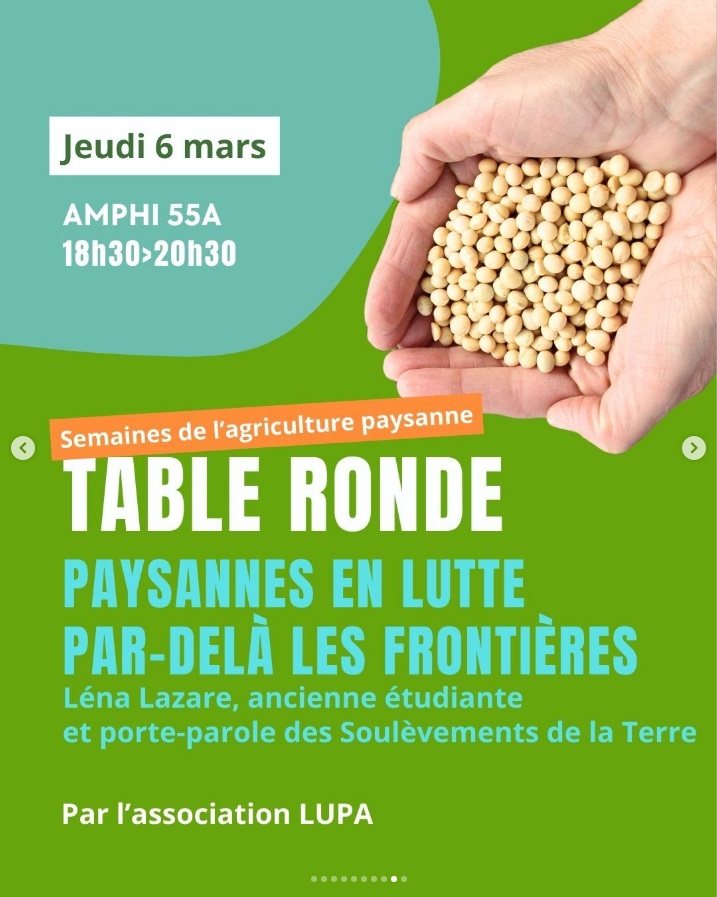 Jeudi 6 mars
AMPHI 55A
18h30>20h30
Semaines de l'agriculture paysanne
TABLE RONDE
PAYSANNES EN LUTTE
PAR-DELÀ LES FRONTIÈRES
Léna Lazare, ancienne étudiante
et porte-parole des Soulèvements de la Terre
Par l'association LUPA